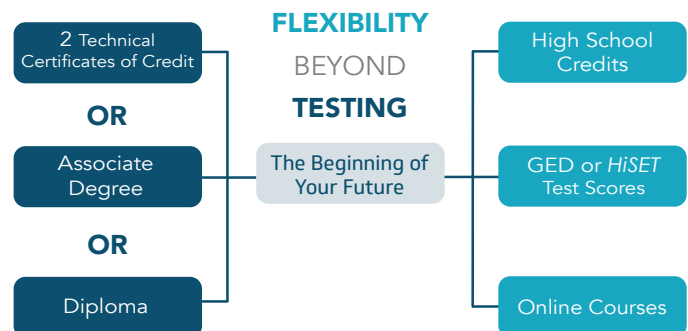 2 Technical
Certificates of Credit
OR
Associate
Degree
OR
Diploma
FLEXIBILITY
BEYOND
TESTING
The Beginning of
Your Future
High School
Credits
GED or HiSET
Test Scores
Online Courses